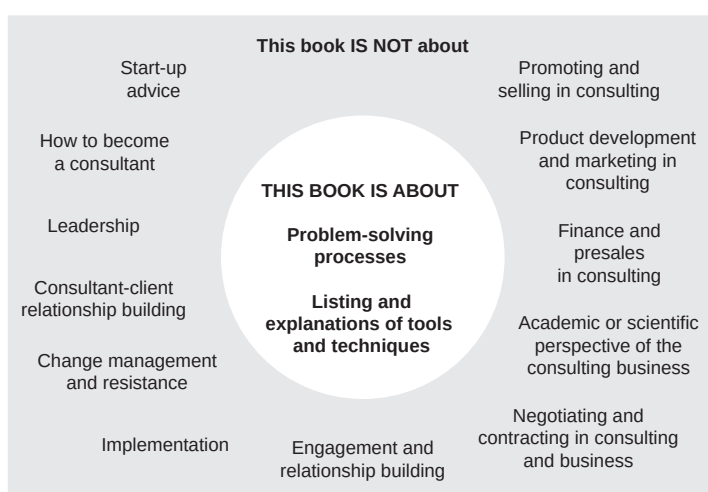 This book IS NOT about
Start-up
advice
How to become
a consultant
Leadership
Consultant-client
relationship building
Change management
and resistance
Implementation
THIS BOOK IS ABOUT
Problem-solving
processes
Listing and
explanations of tools
and techniques
Engagement and
relationship building
Promoting and
selling in consulting
Product development
and marketing in
consulting
Finance and
presales
in consulting
Academic or scientific
perspective of the
consulting business
Negotiating and
contracting in consulting
and business